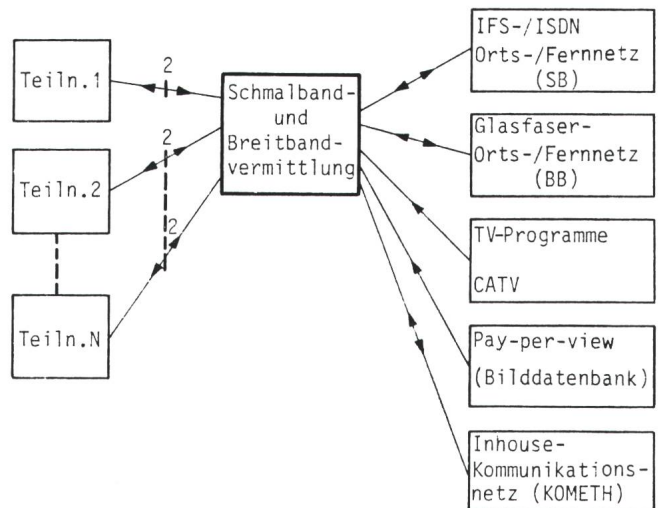 Teiln.1
2
Teiln.2
2
2
Teiln.N
Schmalband-
und
Breitband-
vermittlung
IFS-/ISDN
Orts-/Fernnetz
(SB)
Glasfaser-
Orts-/Fernnetz
(BB)
TV-Programme
CATV
Pay-per-view
(Bilddatenbank)
Inhouse-
Kommunikations-
netz (KOMETH)